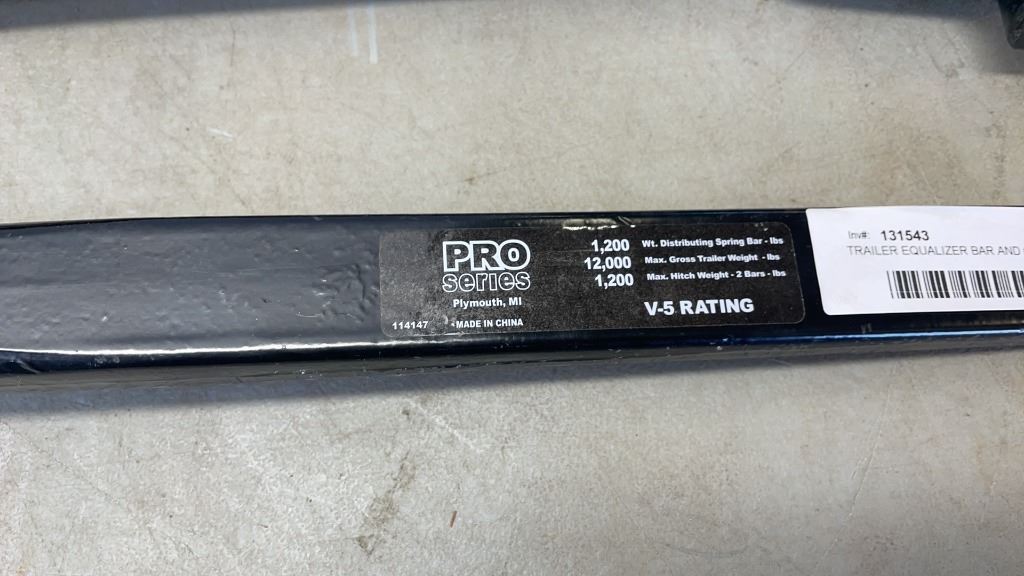 PRO
series
Plymouth, MI
114147 MADE IN CHINA
1,200 Wt. Distributing Spring Bar - lbs
12,000 Max. Gross Trailer Weight - lbs
1,200 Max. Hitch Weight - 2 Bars - lbs
V-5 RATING
Inv#: 131543
TRAILER EQUALIZER BAR AND